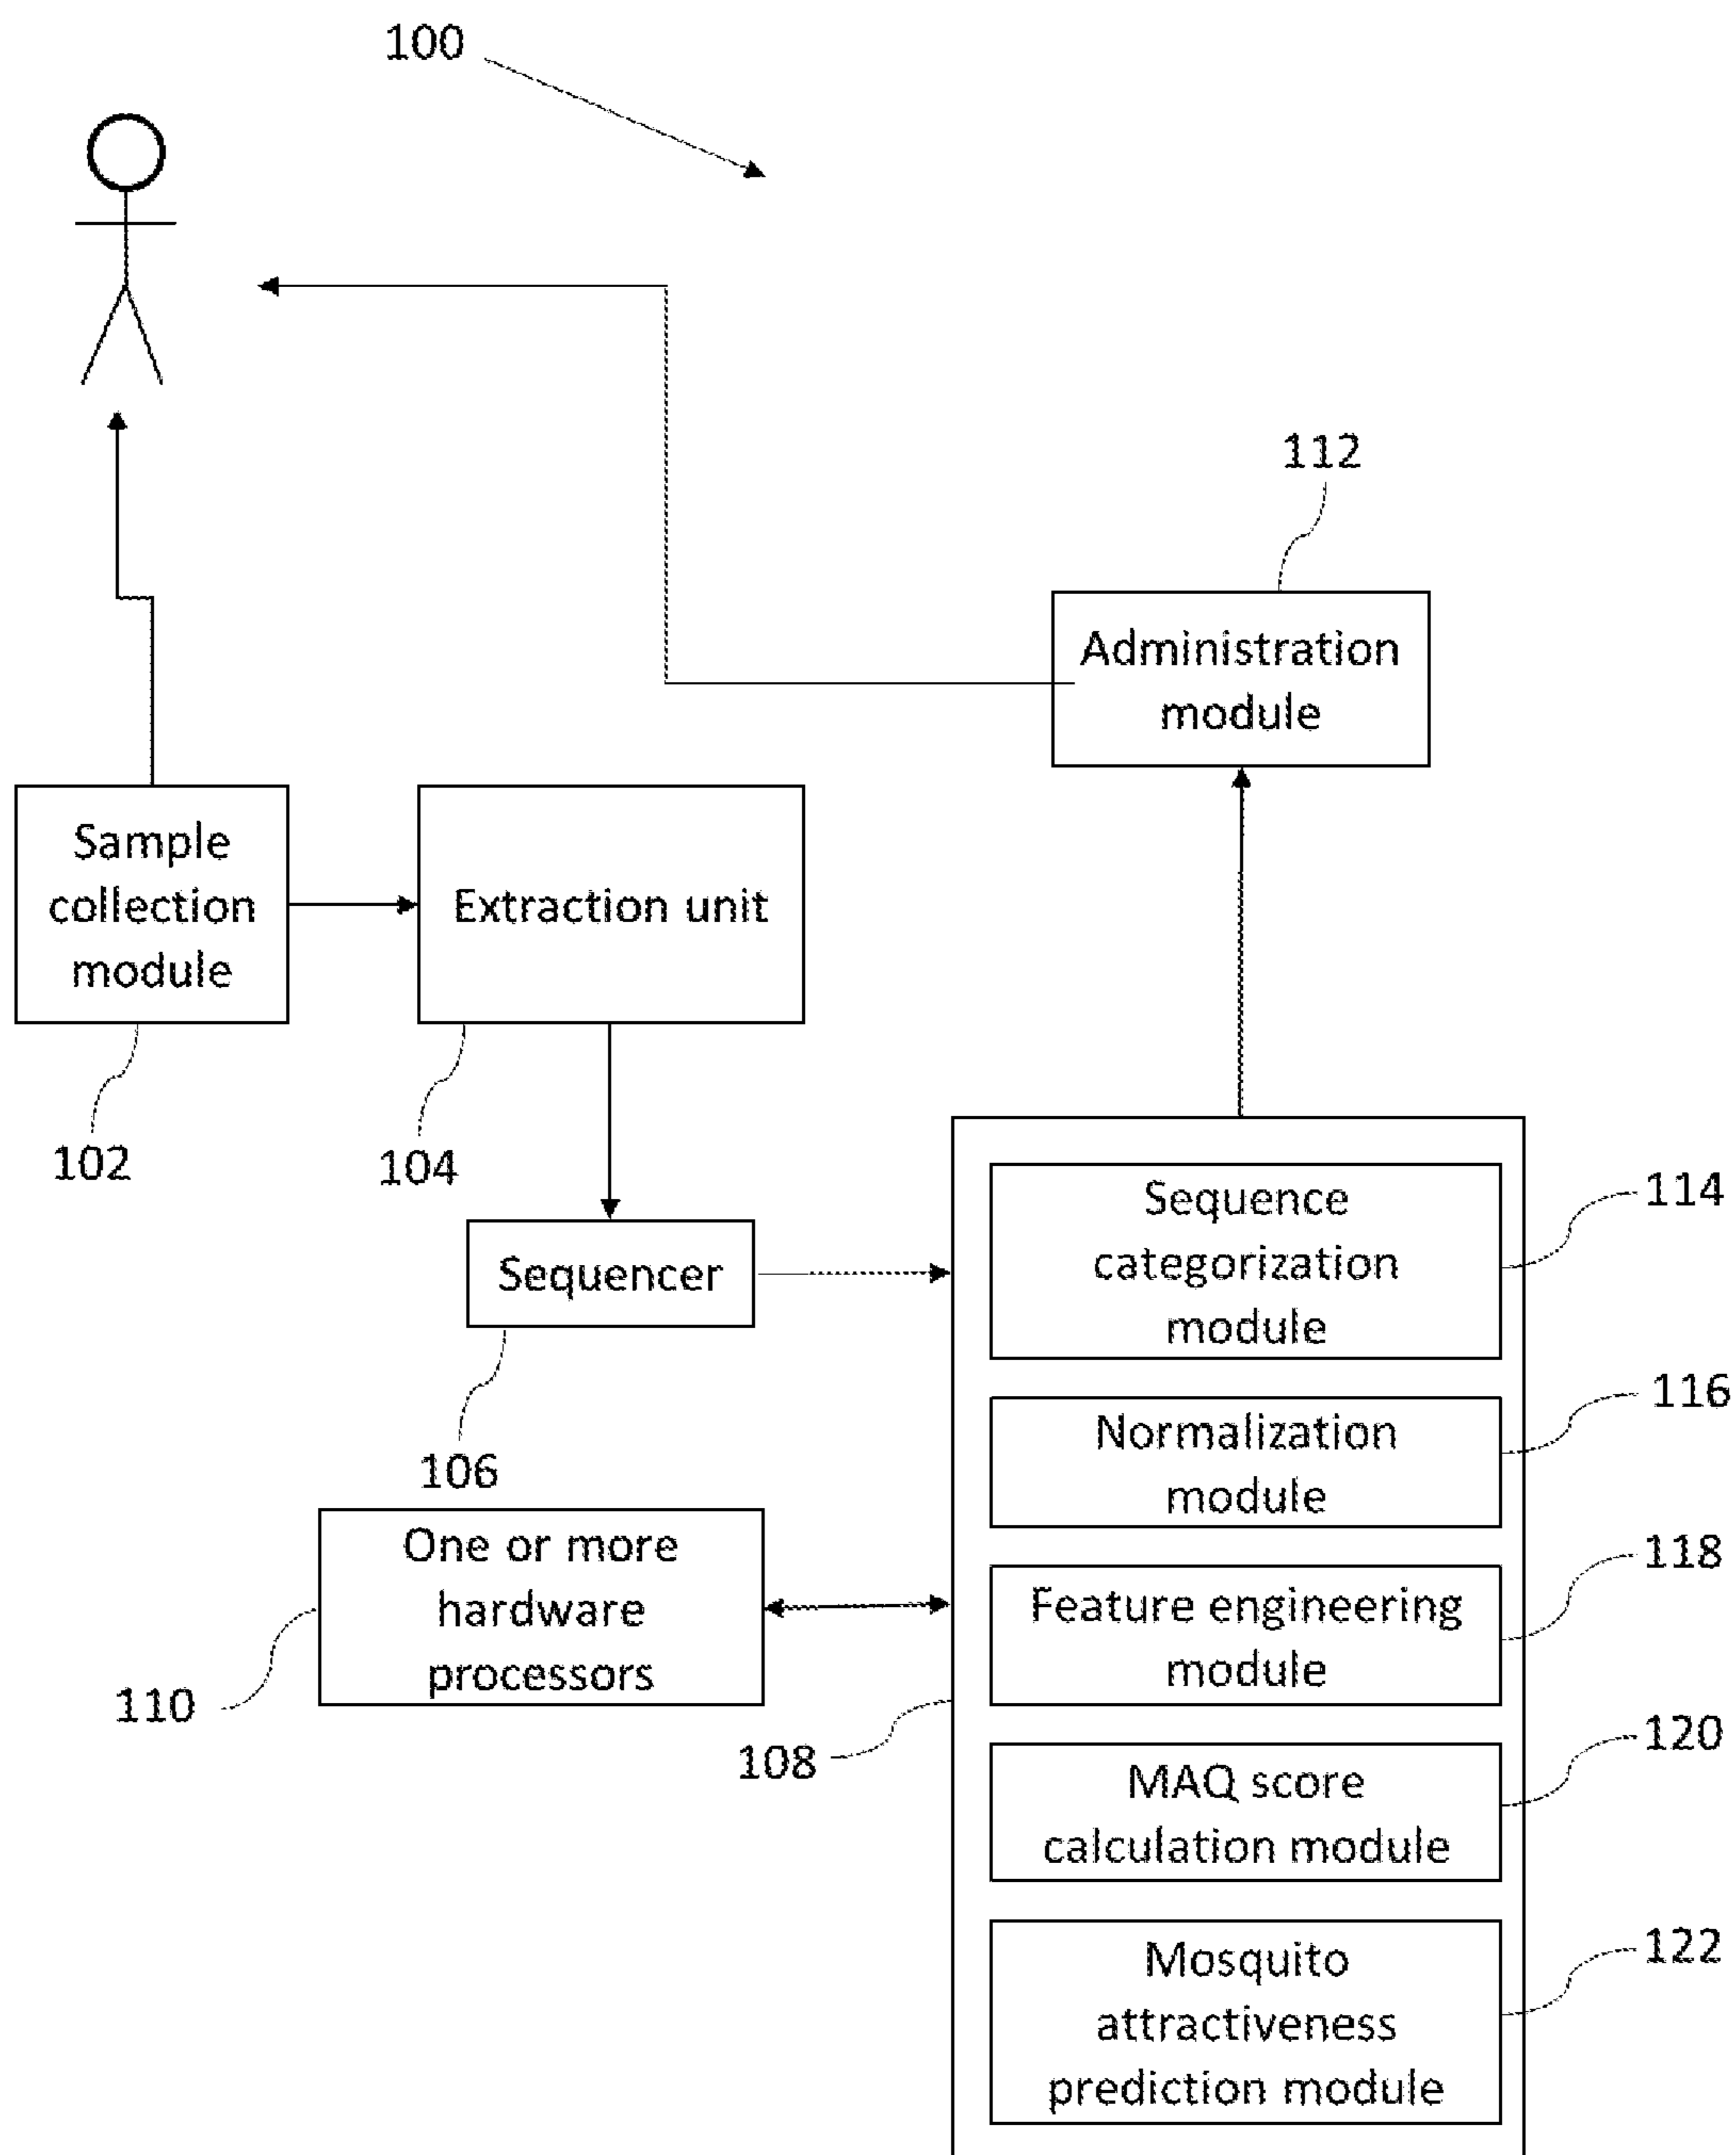 100
112
Administration
module
Sample
collection
module
Extraction unit
102
104
Sequencer
106
Sequence
categorization
module
114
Normalization
module
116
One or more
hardware
processors
110
Feature engineering
module
118
108
MAQ score
calculation module
120
Mosquito
attractiveness
prediction module
122